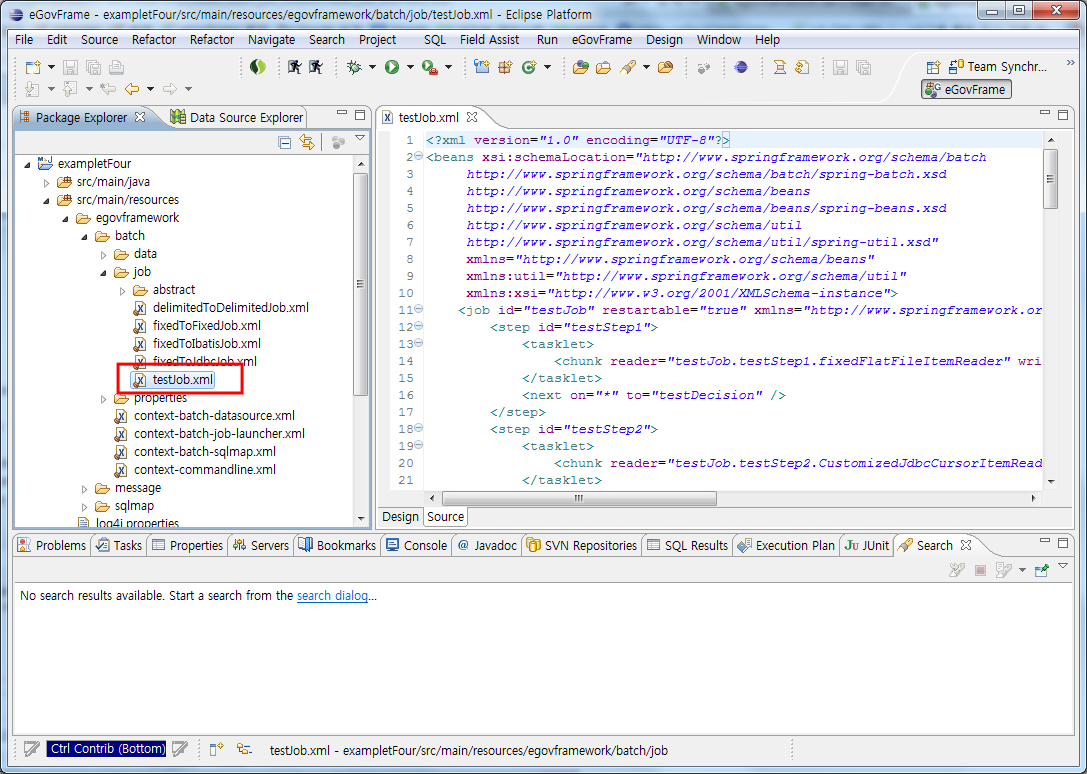 eGovFrame - exampletFour/src/main/resources/egovframework/batch/job/testJob.xml - Eclipse Platform
File Edit Source Refactor Refactor Navigate Search Project SQL Field Assist Run eGovFrame Design Window Help
Team Synchr...
eGovFrame
Package Explorer
Data Source Explorer
exampletFour
src/main/java
src/main/resources
egovframework
batch
data
job
abstract
delimitedToDelimitedJob.xml
fixedToFixedJob.xml
fixedToIbatisJob.xml
fixedToJdbcJob.xml
testJob.xml
properties
context-batch-datasource.xml
context-batch-job-launcher.xml
context-batch-sqlmap.xml
context-commandline.xml
message
sqlmap
log4j.properties
testJob.xml
1 <?xml version="1.0" encoding="UTF-8"?>
2 <beans xsi:schemaLocation="http://www.springframework.org/schema/batch
3 http://www.springframework.org/schema/batch/spring-batch.xsd
4 http://www.springframework.org/schema/beans
5 http://www.springframework.org/schema/beans/spring-beans.xsd
6 http://www.springframework.org/schema/util
7 http://www.springframework.org/schema/util/spring-util.xsd"
8 xmlns="http://www.springframework.org/schema/beans"
9 xmlns:util="http://www.springframework.org/schema/util"
10 xmlns:xsi="http://www.w3.org/2001/XMLSchema-instance">
11 <job id="testJob" restartable="true" xmlns="http://www.springframework.or
12 <step id="testStep1">
13 <tasklet>
14 <chunk reader="testJob.testStep1.fixedFlatFileItemReader" wri
15 </tasklet>
16 <next on="*" to="testDecision" />
17 </step>
18 <step id="testStep2">
19 <tasklet>
20 <chunk reader="testJob.testStep2.CustomizedJdbcCursorItemRead
21 </tasklet>
Design Source
Problems Tasks Properties Servers Bookmarks Console Javadoc SVN Repositories SQL Results Execution Plan JUnit Search
No search results available. Start a search from the search dialog...
Ctrl Contrib (Bottom)
testJob.xml - exampletFour/src/main/resources/egovframework/batch/job